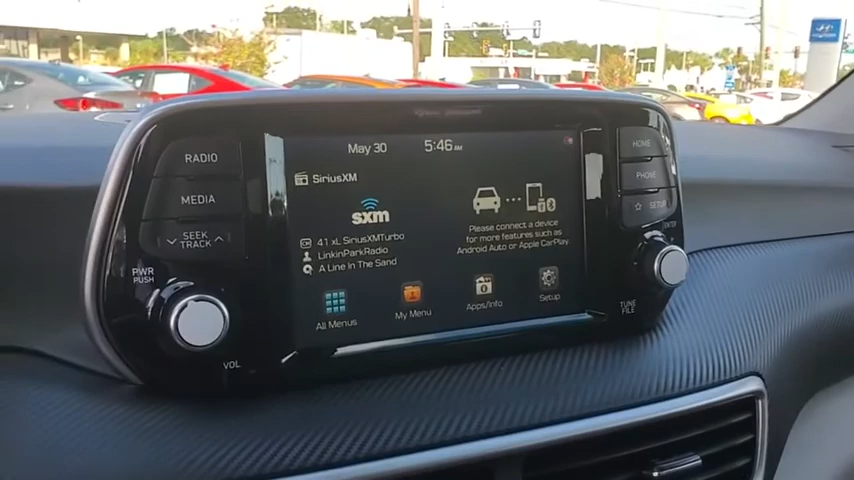 RADIO
MEDIA
SEEK
TRACK
PWR
PUSH
VOL
May 30
5:46 AM
SiriusXM
sxm
41 xL SiriusXMTurbo
LinkinParkRadio
A Line In The Sand
Please connect a device
for more features such as
Android Auto or Apple CarPlay
All Menus
My Menu
Apps/Info
Setup
HOME
PHONE
☆ SETUP
ENTER
TUNE
FILE
HYUNDAI